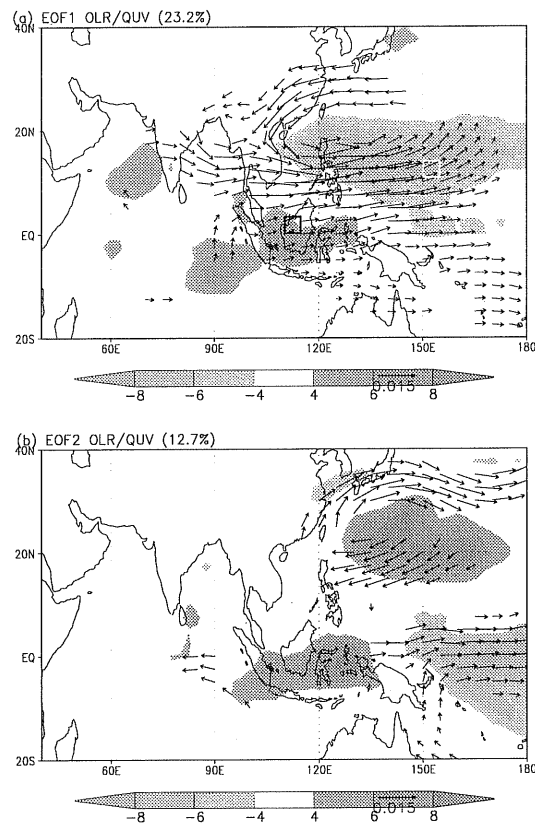 (a) EOF1 OLR/QUV (23.2%)
40N
20N
EQ
20S
60E 90E 120E 150E 180
0.015
-8 -6 -4 4 6 8
(b) EOF2 OLR/QUV (12.7%)
40N
20N
EQ
20S
60E 90E 120E 150E 180
0.015
-8 -6 -4 4 6 8